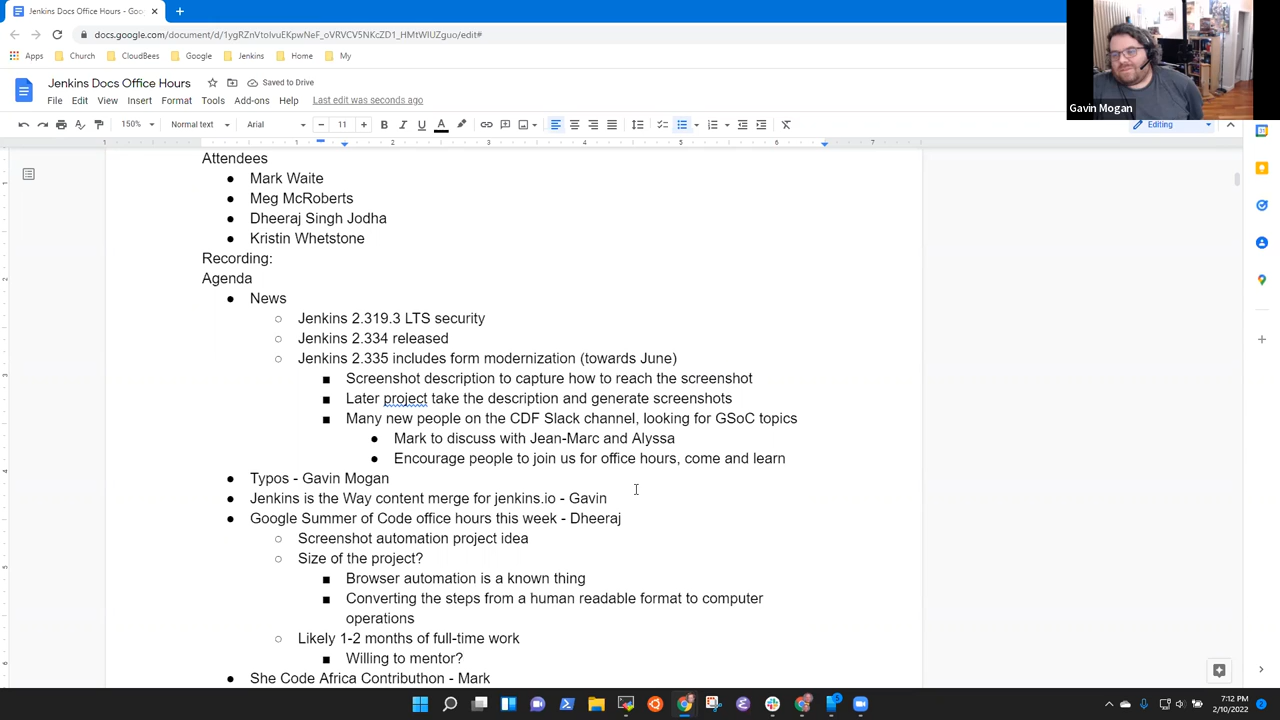 Jenkins Docs Office Hours - Goo
docs.google.com/document/d/1ygRZnVtoIvuEKpwNeF_oVRVCV5NKcZD1_HMtWIUZguo/edit#
Apps Church CloudBees Google Jenkins Home My
Jenkins Docs Office Hours
Saved to Drive
File Edit View Insert Format Tools Add-ons Help Last edit was seconds ago
150% Normal text Arial 11 Editing
Gavin Mogan
1 1 2 3 4 5 6 7
Attendees
● Mark Waite
● Meg McRoberts
● Dheeraj Singh Jodha
● Kristin Whetstone
Recording:
Agenda
● News
○ Jenkins 2.319.3 LTS security
○ Jenkins 2.334 released
○ Jenkins 2.335 includes form modernization (towards June)
■ Screenshot description to capture how to reach the screenshot
■ Later project take the description and generate screenshots
■ Many new people on the CDF Slack channel, looking for GSoC topics
● Mark to discuss with Jean-Marc and Alyssa
● Encourage people to join us for office hours, come and learn
● Typos - Gavin Mogan
● Jenkins is the Way content merge for jenkins.io - Gavin
● Google Summer of Code office hours this week - Dheeraj
○ Screenshot automation project idea
○ Size of the project?
■ Browser automation is a known thing
■ Converting the steps from a human readable format to computer
operations
○ Likely 1-2 months of full-time work
■ Willing to mentor?
● She Code Africa Contributhon - Mark
7:12 PM
2/10/2022